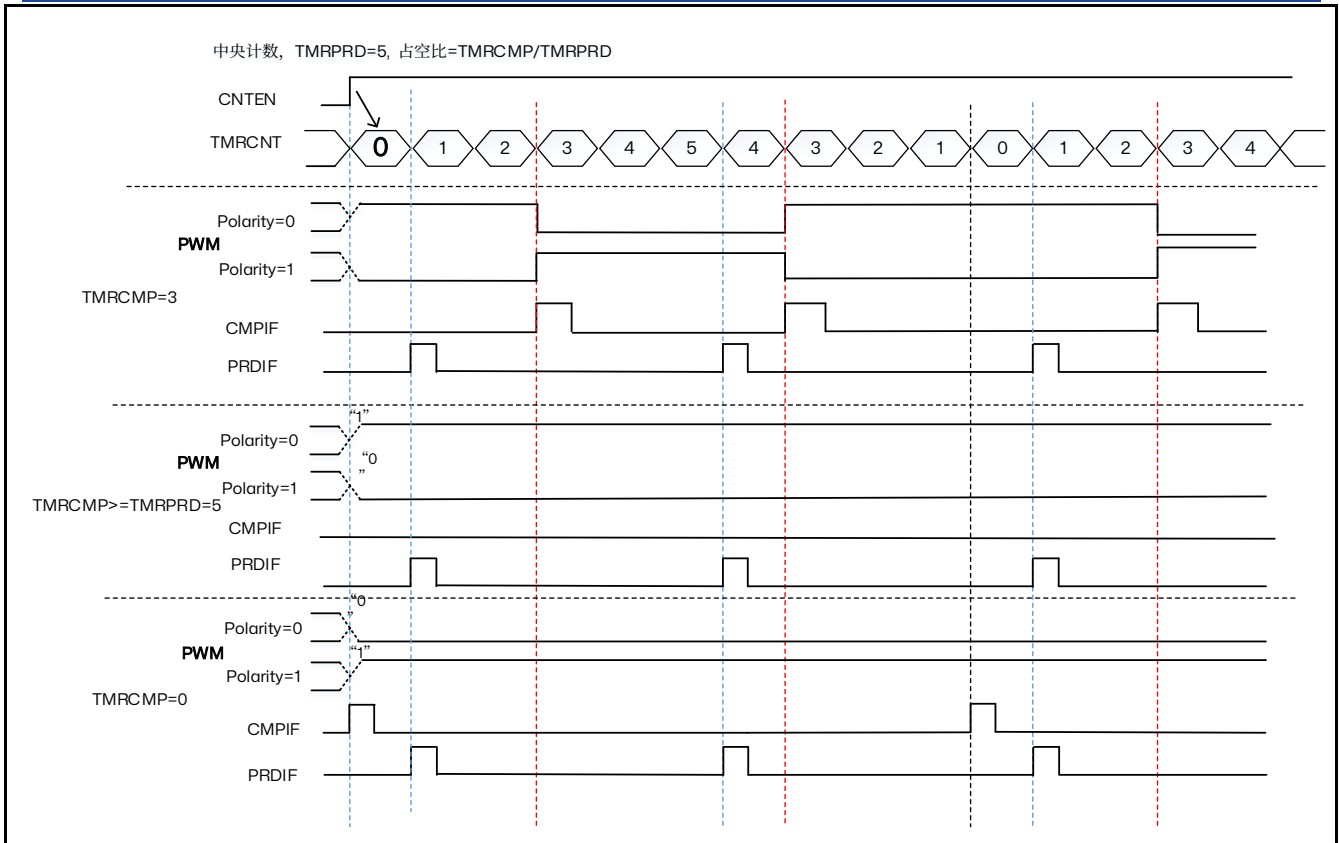 中央计数，TMRPRD=5, 占空比=TMRCMP/TMRPRD
CNTEN
TMRCNT 0 1 2 3 4 5 4 3 2 1 0 1 2 3 4
Polarity=0
PWM
Polarity=1
TMRCMP=3
CMPIF
PRDIF
“1”
Polarity=0
“0
”
PWM
Polarity=1
TMRCMP>=TMRPRD=5
CMPIF
PRDIF
“0
”
Polarity=0
PWM
“1”
Polarity=1
TMRCMP=0
CMPIF
PRDIF